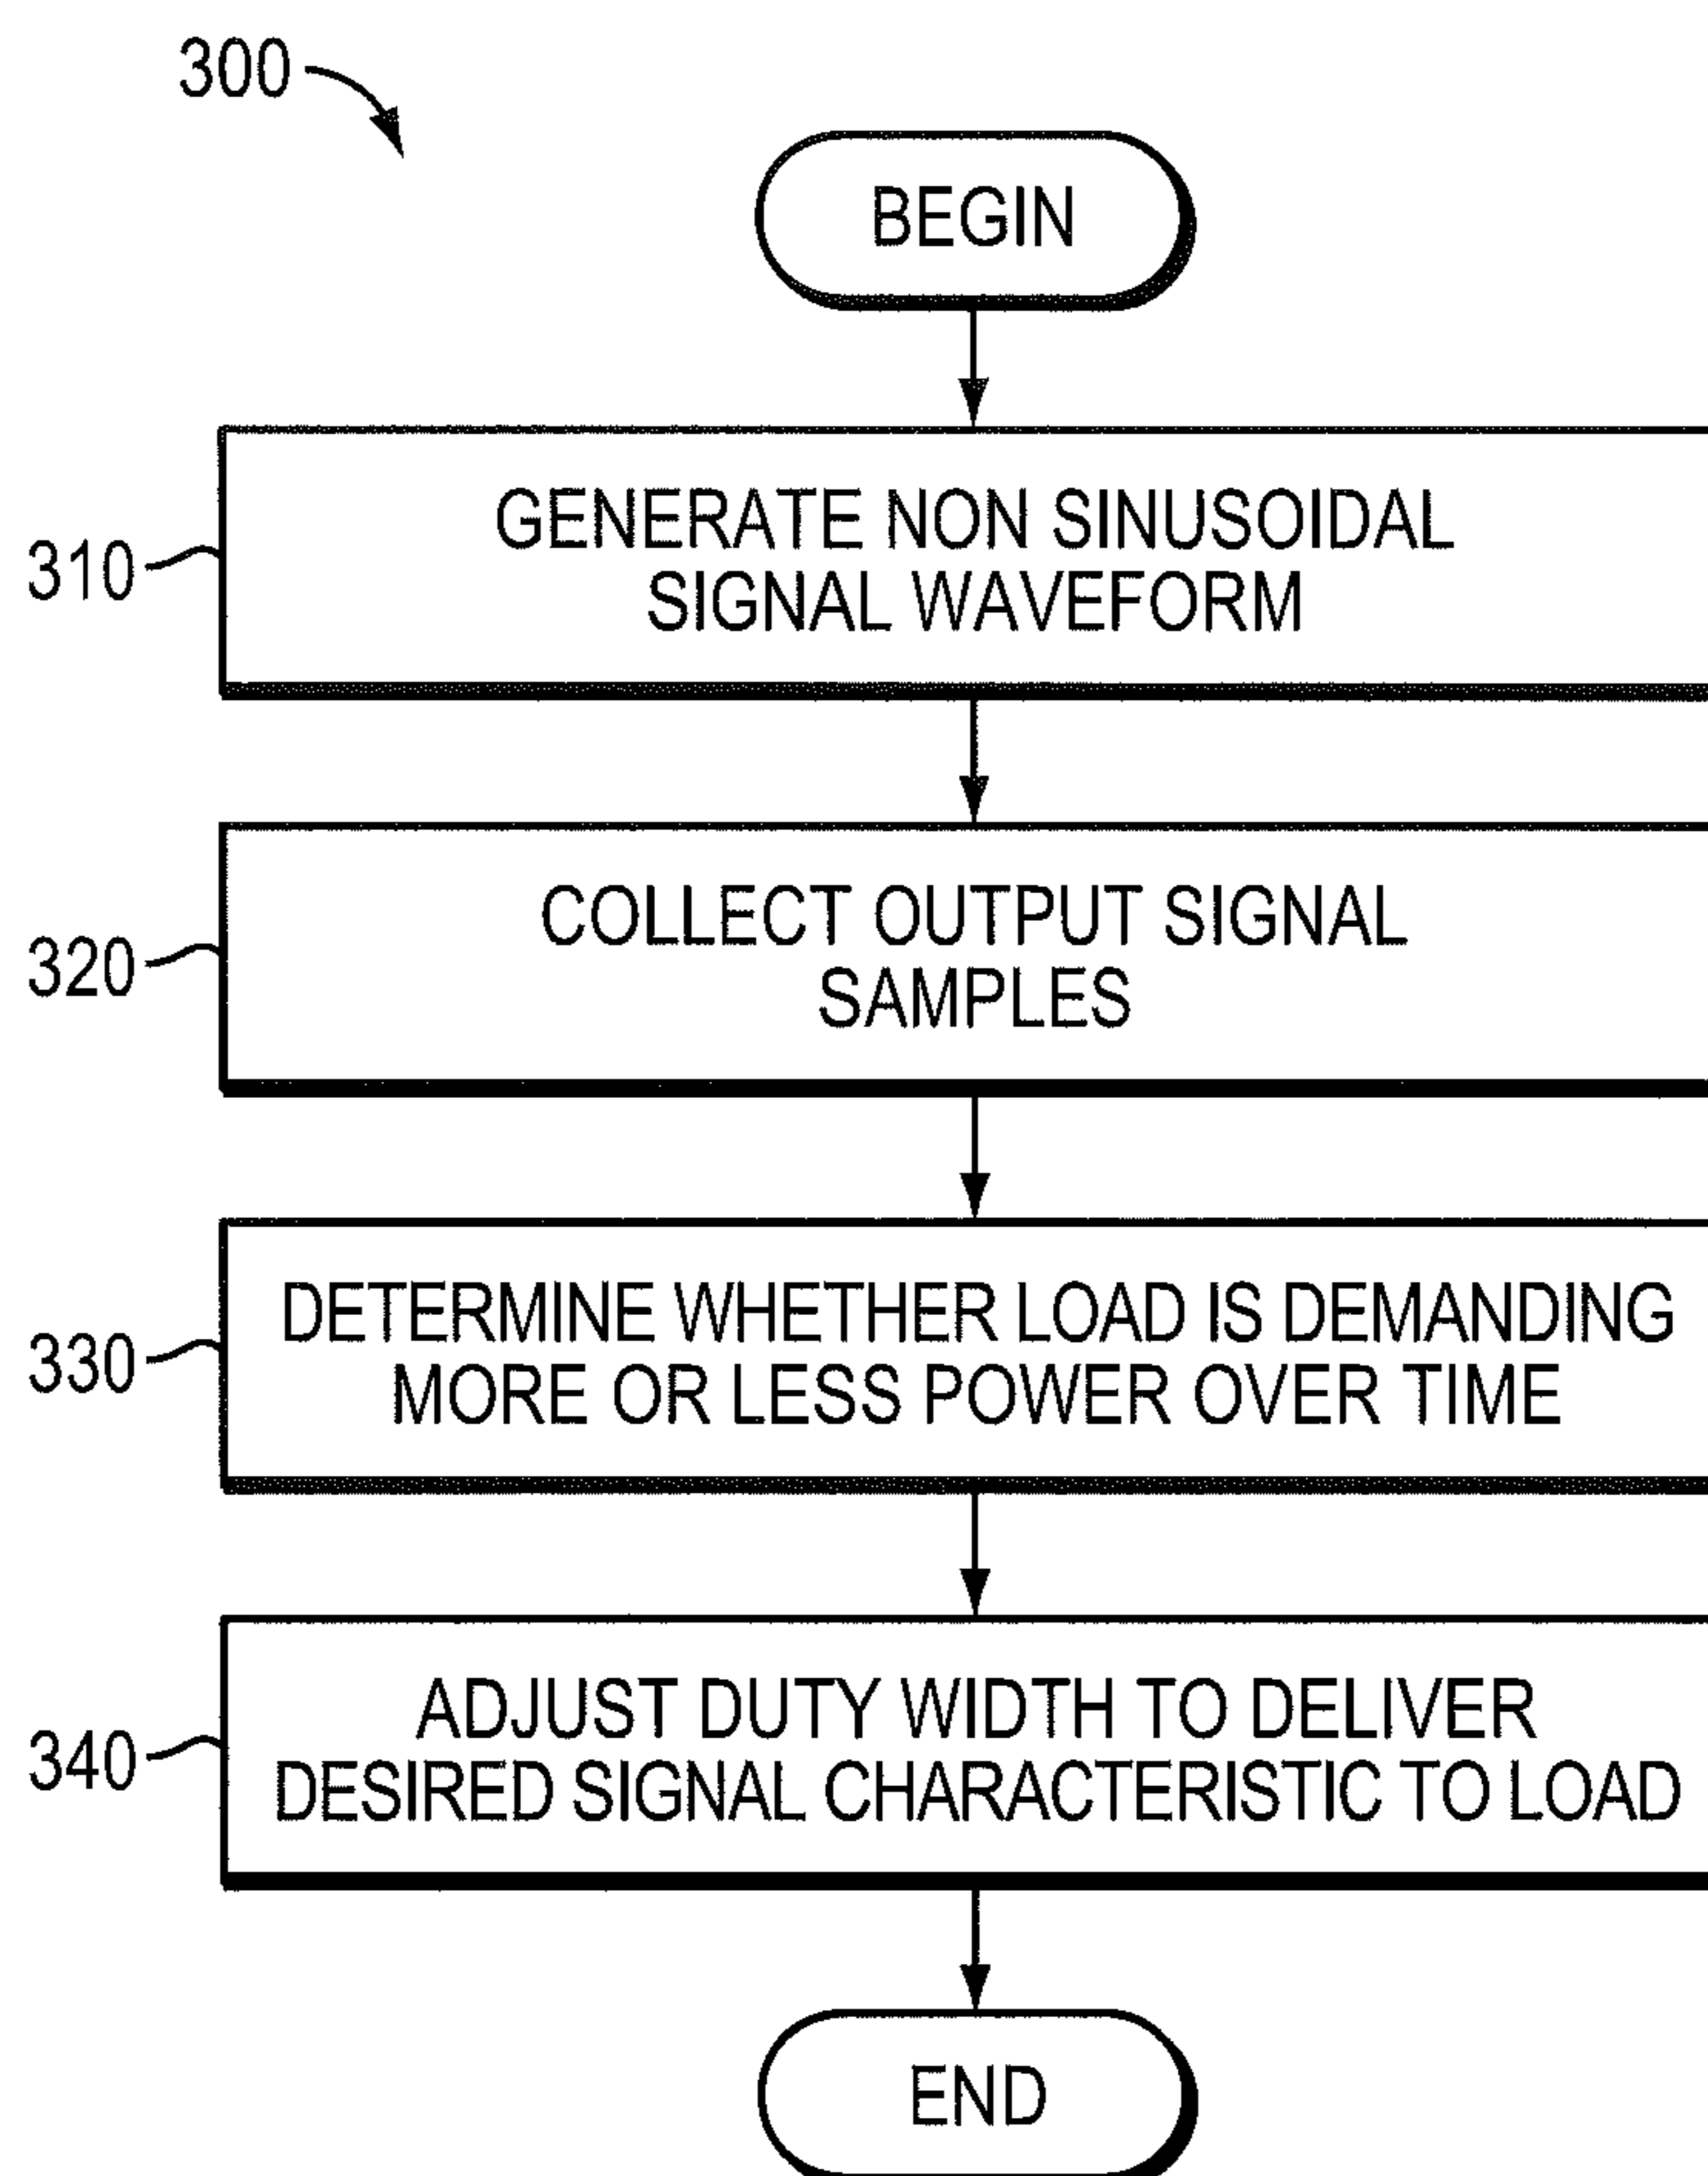 300
BEGIN
310
GENERATE NON SINUSOIDAL
SIGNAL WAVEFORM
320
COLLECT OUTPUT SIGNAL
SAMPLES
330
DETERMINE WHETHER LOAD IS DEMANDING
MORE OR LESS POWER OVER TIME
340
ADJUST DUTY WIDTH TO DELIVER
DESIRED SIGNAL CHARACTERISTIC TO LOAD
END